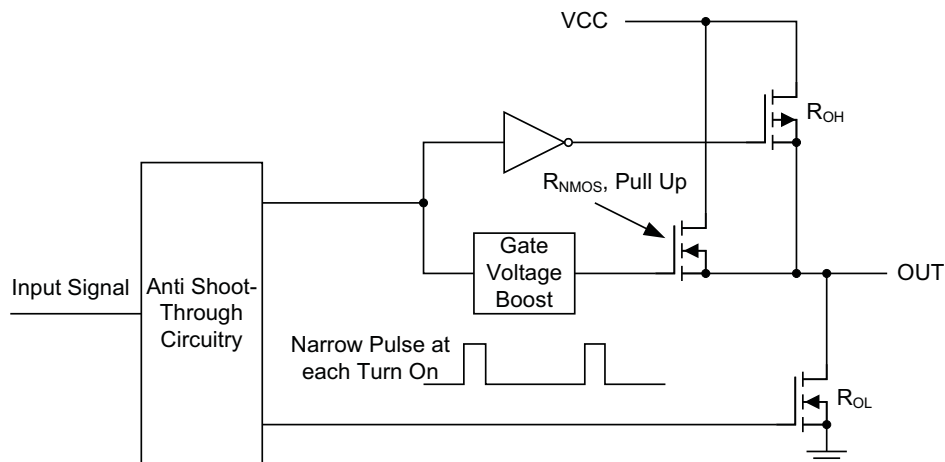 VCC
R_OH
R_NMOS, Pull Up
Gate
Voltage
Boost
OUT
Input Signal
Anti Shoot-
Through
Circuitry
Narrow Pulse at
each Turn On
R_OL